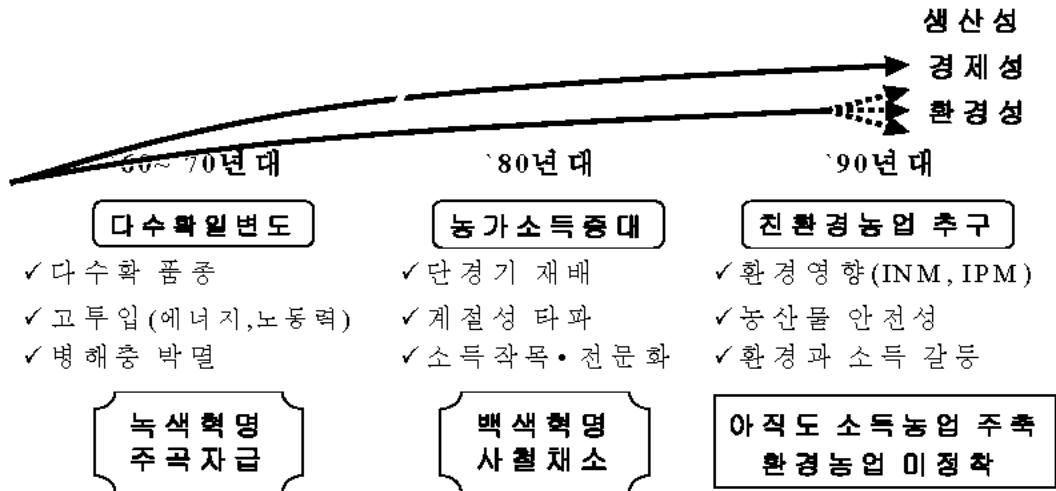 생산성
경제성
환경성
`60~`70년대
`80년대
`90년대
다수확일변도
농가소득증대
친환경농업 추구
✓다수확 품종
✓단경기 재배
✓환경영향(INM, IPM)
✓고투입(에너지,노동력)
✓계절성 타파
✓농산물 안전성
✓병해충 박멸
✓소득작목• 전문화
✓환경과 소득 갈등
녹색혁명
주곡자급
백색혁명
사철채소
아직도 소득농업 주축
환경농업 미정착